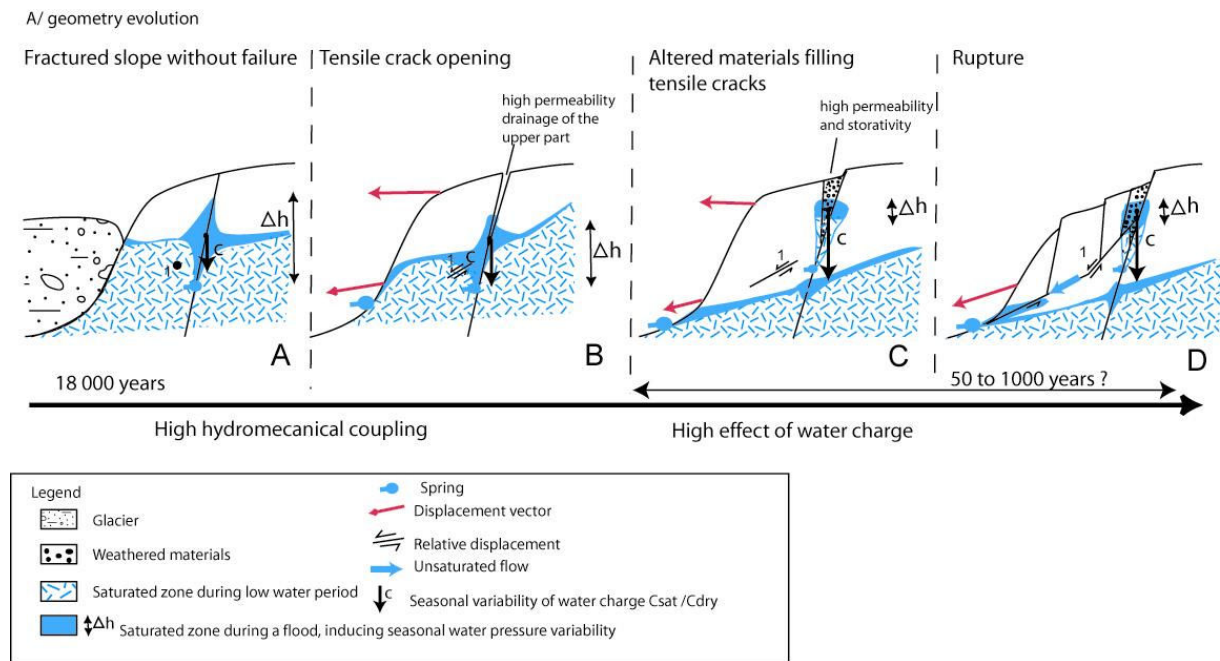 A/ geometry evolution
Fractured slope without failure
Tensile crack opening
Altered materials filling
tensile cracks
Rupture
high permeability
drainage of the
upper part
high permeability
and storativity
Δh
c
1
A
Δh
c
1
B
Δh
c
1
C
Δh
c
1
D
18 000 years
50 to 1000 years ?
High hydromecanical coupling
High effect of water charge
Legend
Glacier
Weathered materials
Saturated zone during low water period
Δh Saturated zone during a flood, inducing seasonal water pressure variability
Spring
Displacement vector
Relative displacement
Unsaturated flow
c Seasonal variability of water charge Csat /Cdry